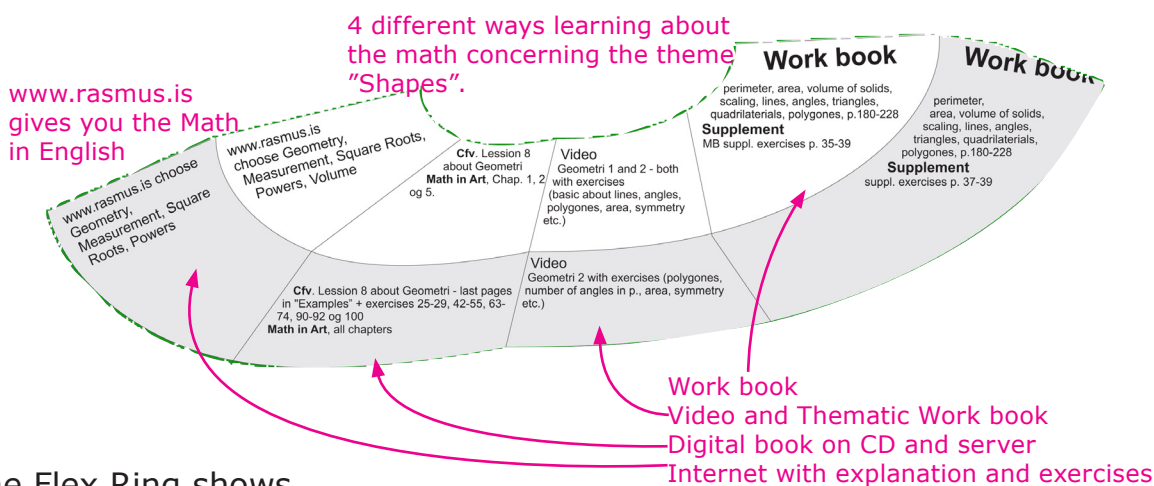 4 different ways learning about
the math concerning the theme
”Shapes”.
www.rasmus.is
gives you the Math
in English
www.rasmus.is choose
Geometry,
Measurement, Square
Roots, Powers
www.rasmus.is
choose Geometry,
Measurement, Square Roots,
Powers, Volume
Cfv. Lession 8
about Geometri
Math in Art, Chap. 1, 2
og 5.
Video
Geometri 1 and 2 - both
with exercises
(basic about lines, angles,
polygones, area, symmetry
etc.)
Work book
perimeter, area, volume of solids,
scaling, lines, angles, triangles,
quadrilaterials, polygones, p.180-228
Supplement
MB suppl. exercises p. 35-39
Work book
perimeter,
area, volume of solids,
scaling, lines, angles,
triangles, quadrilaterials,
polygones, p.180-228
Supplement
suppl. exercises p. 37-39
Cfv. Lession 8 about Geometri - last pages
in "Examples" + exercises 25-29, 42-55, 63-
74, 90-92 og 100
Math in Art, all chapters
Video
Geometri 2 with exercises (polygones,
number of angles in p., area, symmetry
etc.)
Work book
Video and Thematic Work book
Digital book on CD and server
Internet with explanation and exercises
Flex Ring shows